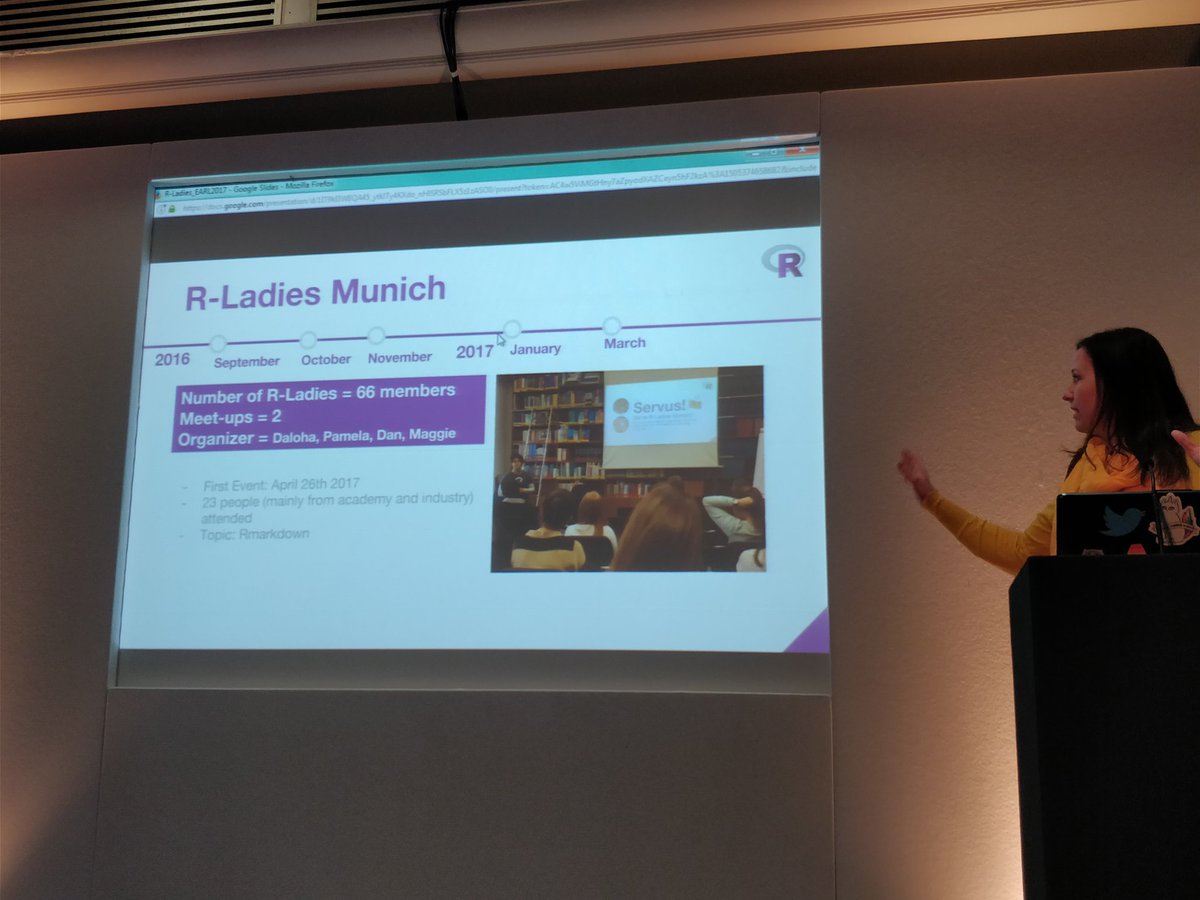 R-Ladies_EARL2017 - Google Slides - Mozilla Firefox
R
R-Ladies Munich
2016 September October November 2017 January March
Number of R-Ladies = 66 members
Meet-ups = 2
Organizer = Daloha, Pamela, Dan, Maggie
- First Event: April 26th 2017
- 23 people (mainly from academy and industry)
attended
- Topic: Rmarkdown
Servus!